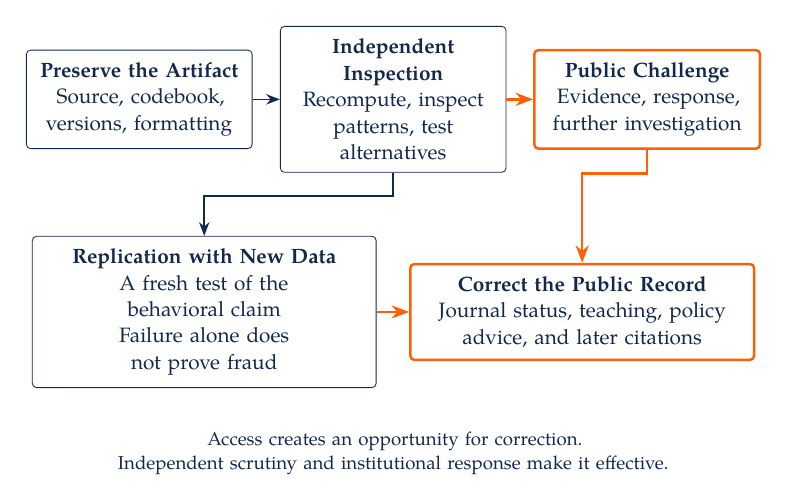 Preserve the Artifact
Source, codebook,
versions, formatting
Independent
Inspection
Recompute, inspect
patterns, test
alternatives
Public Challenge
Evidence, response,
further investigation
Replication with New Data
A fresh test of the
behavioral claim
Failure alone does
not prove fraud
Correct the Public Record
Journal status, teaching, policy
advice, and later citations
Access creates an opportunity for correction.
Independent scrutiny and institutional response make it effective.